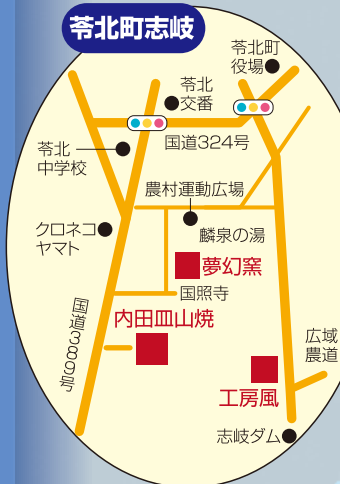 苓北町志岐
苓北町
役場
苓北
交番
国道324号
苓北
中学校
農村運動広場
クロネコ
ヤマト
麟泉の湯
夢幻窯
国照寺
国道389号
内田皿山焼
広域
農道
工房風
志岐ダム